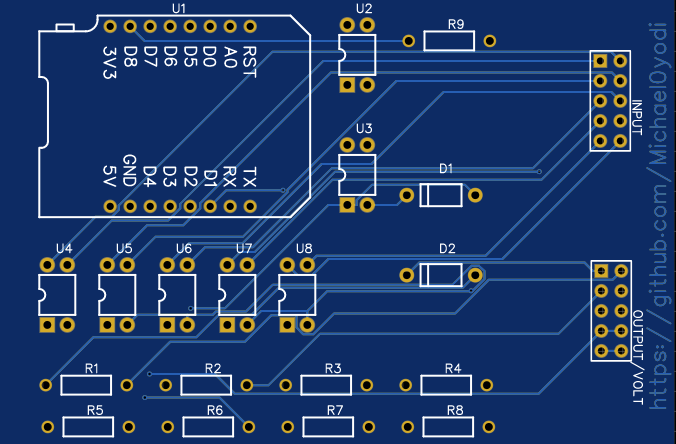 U1
3V3 D8 D7 D6 D5 D0 A0 RST
5V GND D4 D3 D2 D1 RX TX
U2
R9
INPUT
U3
D1
U4 U5 U6 U7 U8
D2
OUTPUT/VOLT
R1 R2 R3 R4
R5 R6 R7 R8
https://github.com/MichaelOyodi